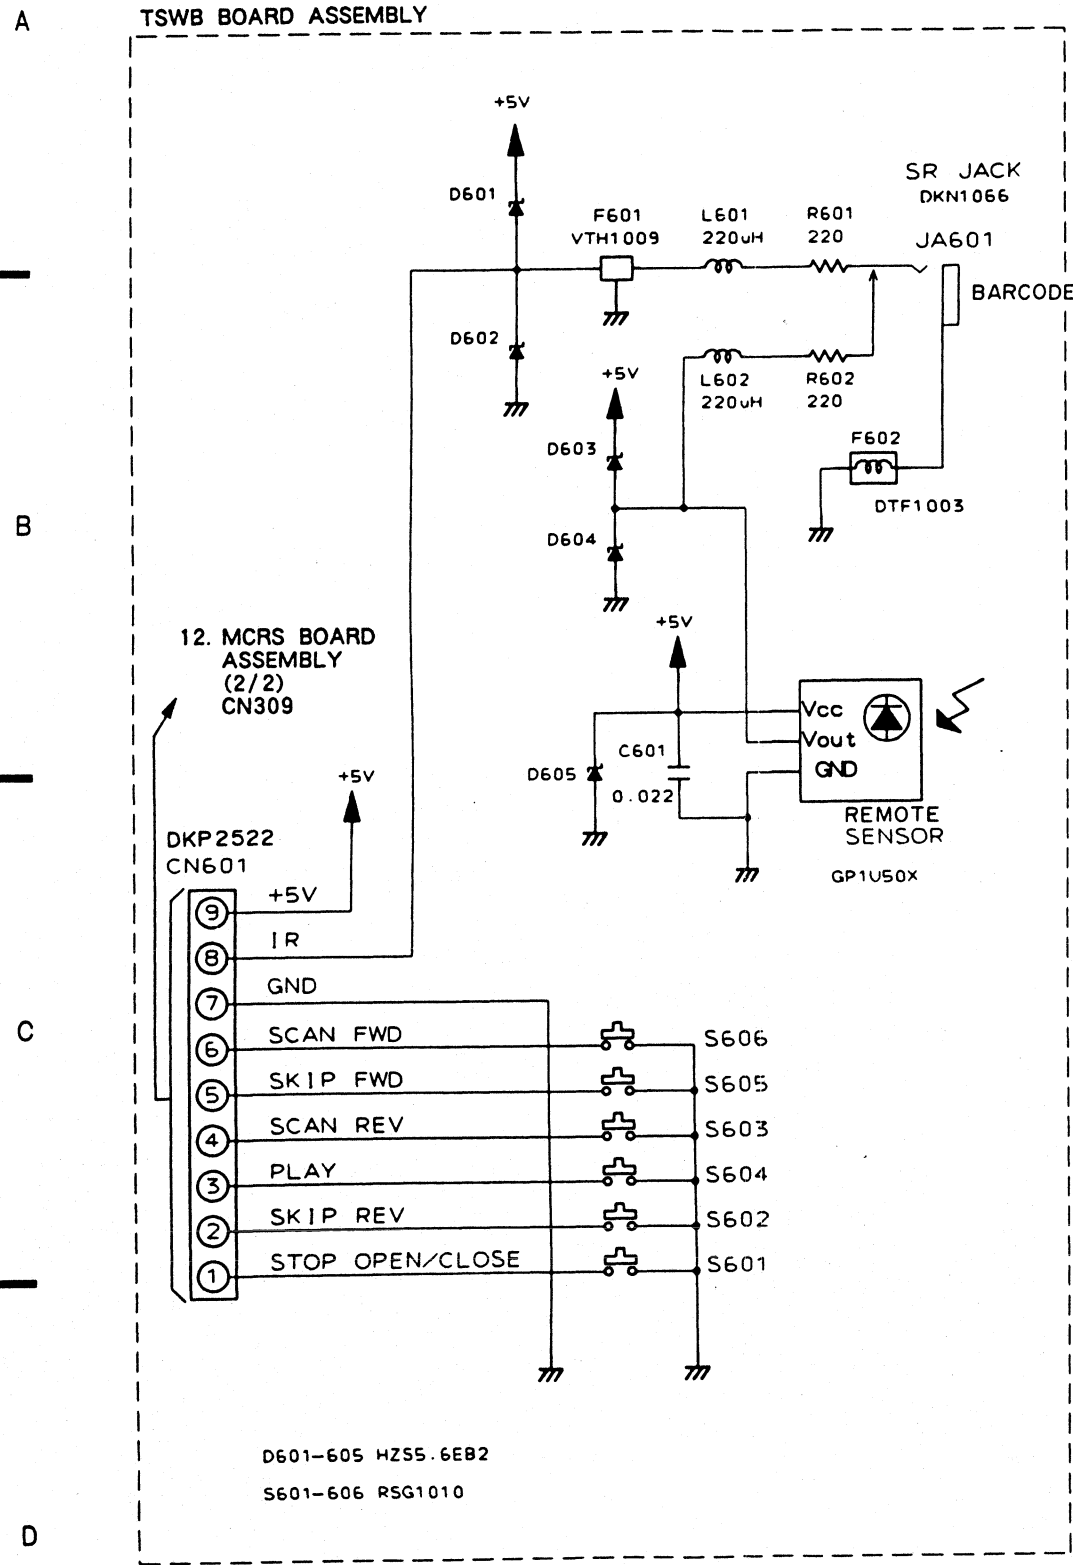 A
TSWB BOARD ASSEMBLY
+5V
D601
F601
VTH1009
L601
220uH
R601
220
SR JACK
DKN1066
JA601
BARCODE
D602
+5V
L602
220uH
R602
220
D603
F602
DTF1003
B
D604
12. MCRS BOARD
ASSEMBLY
(2/2)
CN309
+5V
Vcc
Vout
GND
C601
0.022
D605
REMOTE
SENSOR
GP1U50X
+5V
DKP2522
CN601
9 +5V
8 IR
7 GND
C
6 SCAN FWD S606
5 SKIP FWD S605
4 SCAN REV S603
3 PLAY S604
2 SKIP REV S602
1 STOP OPEN/CLOSE S601
D601-605 HZS5.6EB2
S601-606 RSG1010
D